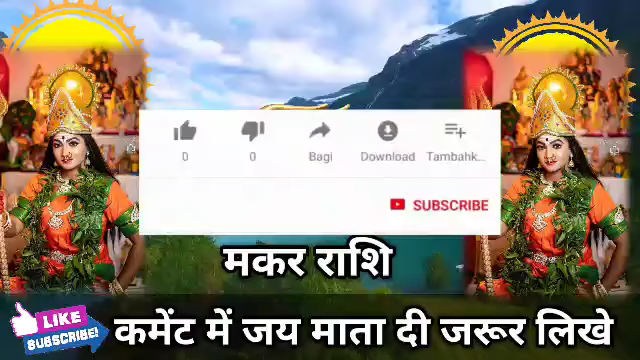 0 0 Bagi Download Tambahk...
SUBSCRIBE
मकर राशि
LIKE
SUBSCRIBE!
कमेंट में जय माता दी जरूर लिखे